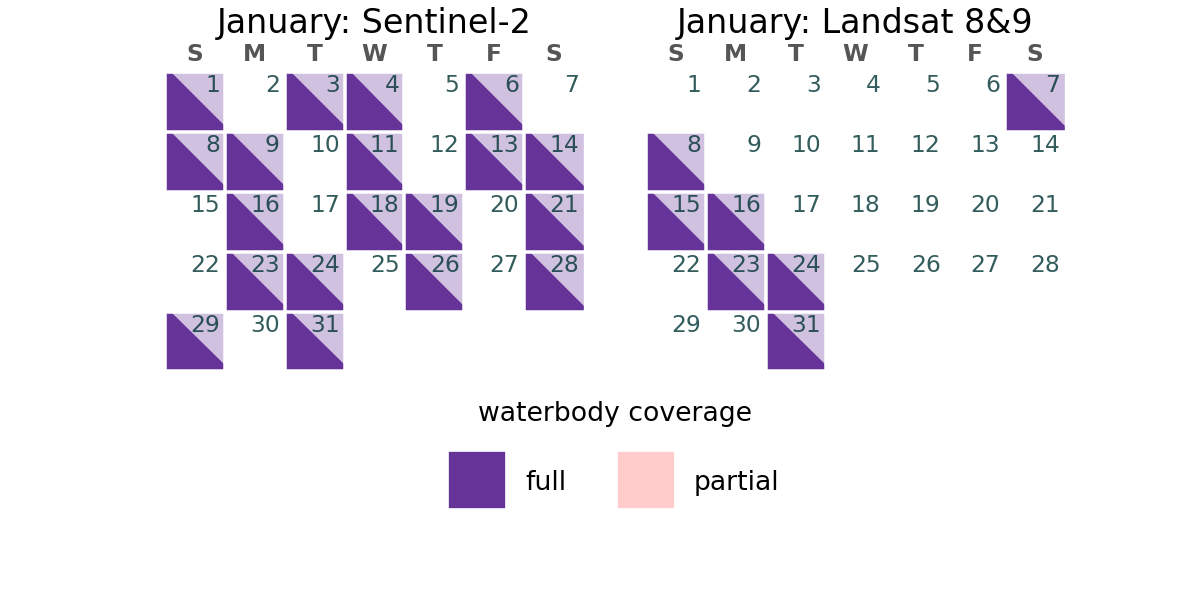 January: Sentinel-2
S M T W T F S
1 2 3 4 5 6 7
8 9 10 11 12 13 14
15 16 17 18 19 20 21
22 23 24 25 26 27 28
29 30 31
January: Landsat 8&9
S M T W T F S
1 2 3 4 5 6 7
8 9 10 11 12 13 14
15 16 17 18 19 20 21
22 23 24 25 26 27 28
29 30 31
waterbody coverage
full
partial